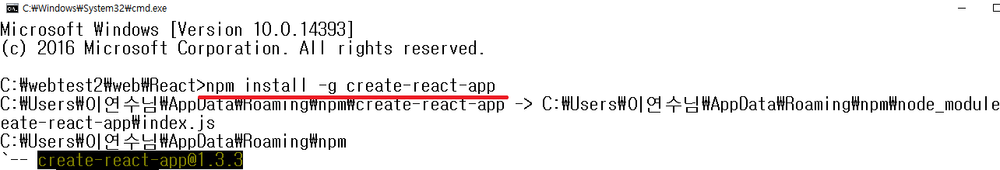 C:₩Windows₩System32₩cmd.exe
Microsoft Windows [Version 10.0.14393]
(c) 2016 Microsoft Corporation. All rights reserved.
C:₩webtest2₩web₩React>npm install -g create-react-app
C:₩Users₩이연수님₩AppData₩Roaming₩npm₩create-react-app -> C:₩Users₩이연수님₩AppData₩Roaming₩npm₩node_module
eate-react-app₩index.js
C:₩Users₩이연수님₩AppData₩Roaming₩npm
`-- create-react-app@1.3.3